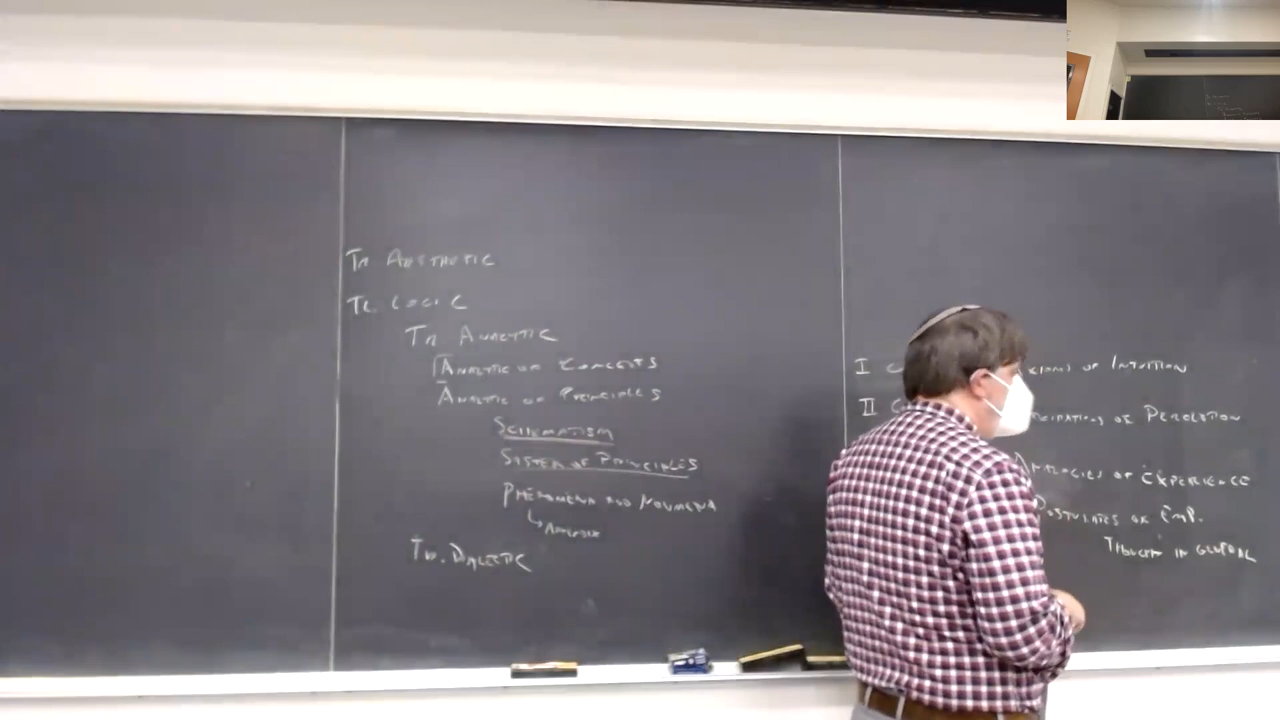 Tr Aesthetic
Tr. Logic
Tr Analytic
Analytic of Concepts
Analytic of Principles
Schematism
System of Principles
Phenomena and Noumena
Appendix
Tr. Dialectic
I
of Intuition
II
of Perception
Analogies of Experience
Postulates of Emp.
Thought in General